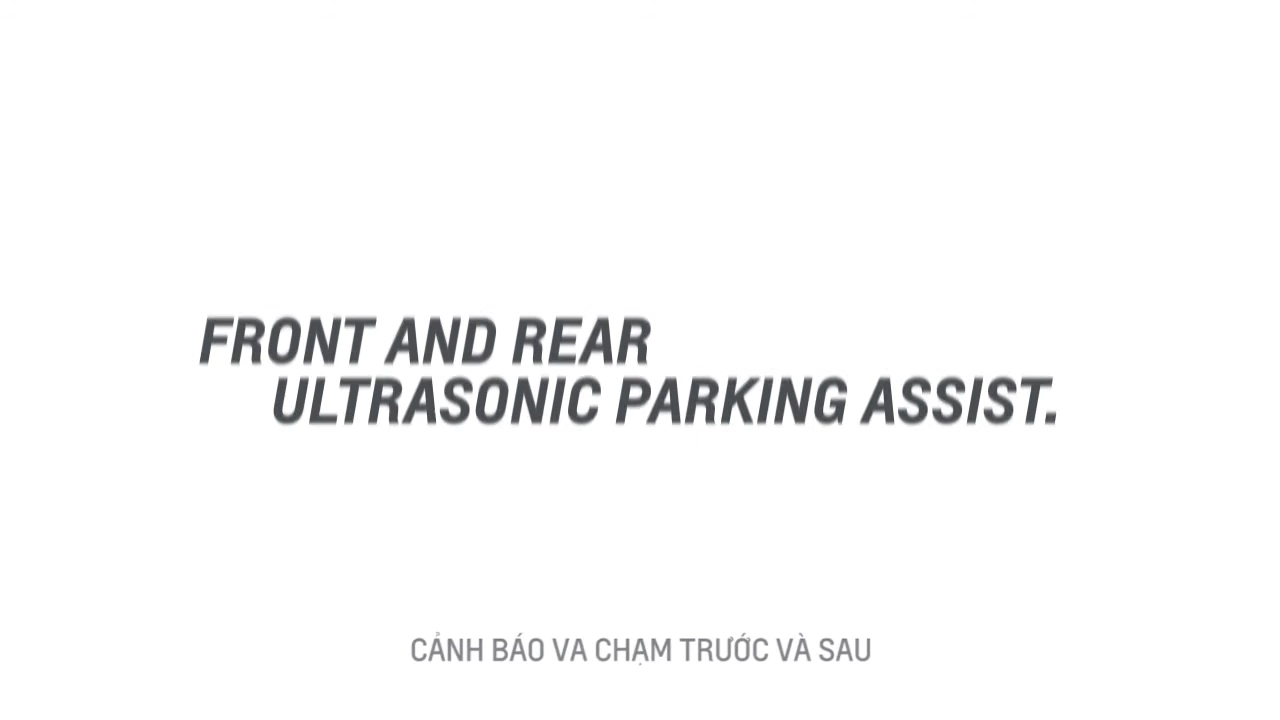 FRONT AND REAR
ULTRASONIC PARKING ASSIST.
CẢNH BÁO VA CHẠM TRƯỚC VÀ SAU